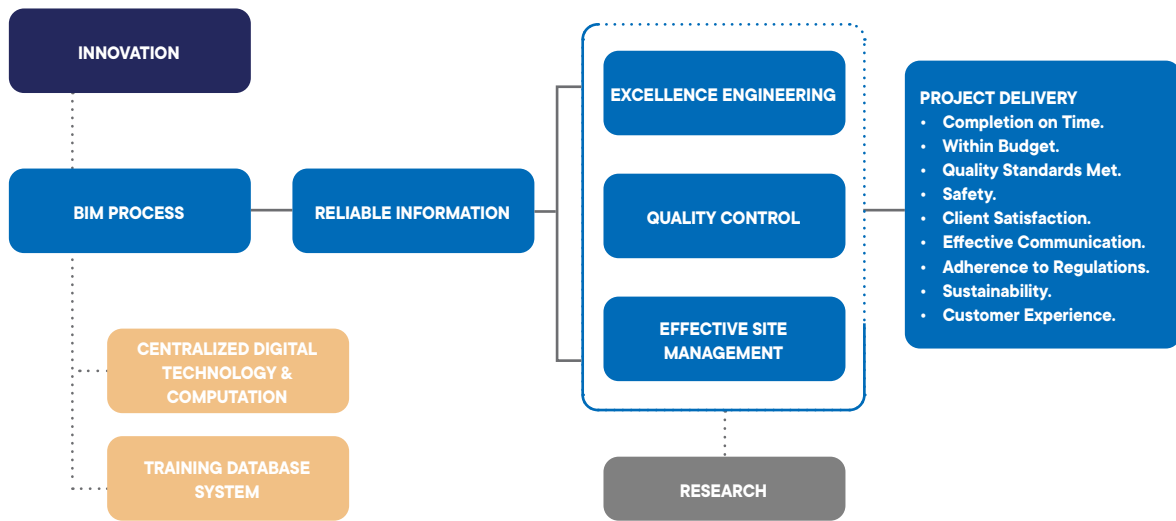 INNOVATION
BIM PROCESS
RELIABLE INFORMATION
CENTRALIZED DIGITAL
TECHNOLOGY &
COMPUTATION
TRAINING DATABASE
SYSTEM
EXCELLENCE ENGINEERING
QUALITY CONTROL
EFFECTIVE SITE
MANAGEMENT
RESEARCH
PROJECT DELIVERY
• Completion on Time.
• Within Budget.
• Quality Standards Met.
• Safety.
• Client Satisfaction.
• Effective Communication.
• Adherence to Regulations.
• Sustainability.
• Customer Experience.